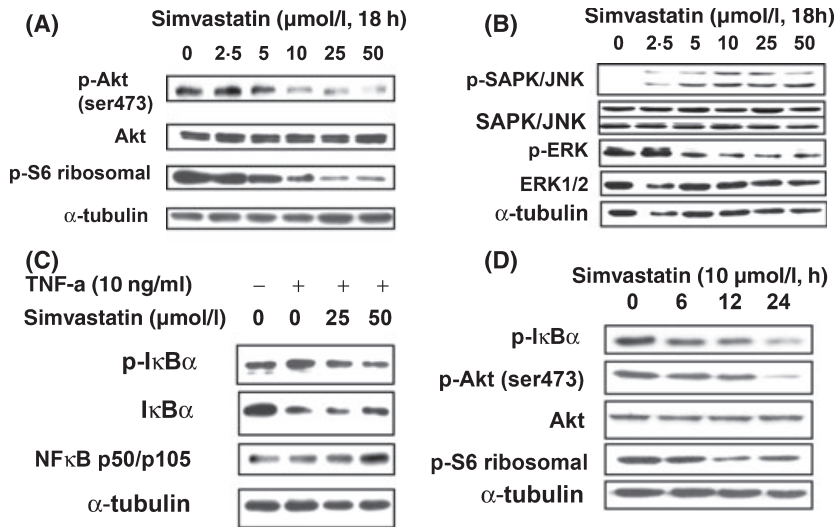 (A)
Simvastatin (µmol/l, 18 h)
0 2·5 5 10 25 50
p-Akt
(ser473)
Akt
p-S6 ribosomal
α-tubulin
(B)
Simvastatin (µmol/l, 18h)
0 2·5 5 10 25 50
p-SAPK/JNK
SAPK/JNK
p-ERK
ERK1/2
α-tubulin
(C)
TNF-a (10 ng/ml) – + + +
Simvastatin (µmol/l) 0 0 25 50
p-IκBα
IκBα
NFκB p50/p105
α-tubulin
(D)
Simvastatin (10 µmol/l, h)
0 6 12 24
p-IκBα
p-Akt (ser473)
Akt
p-S6 ribosomal
α-tubulin